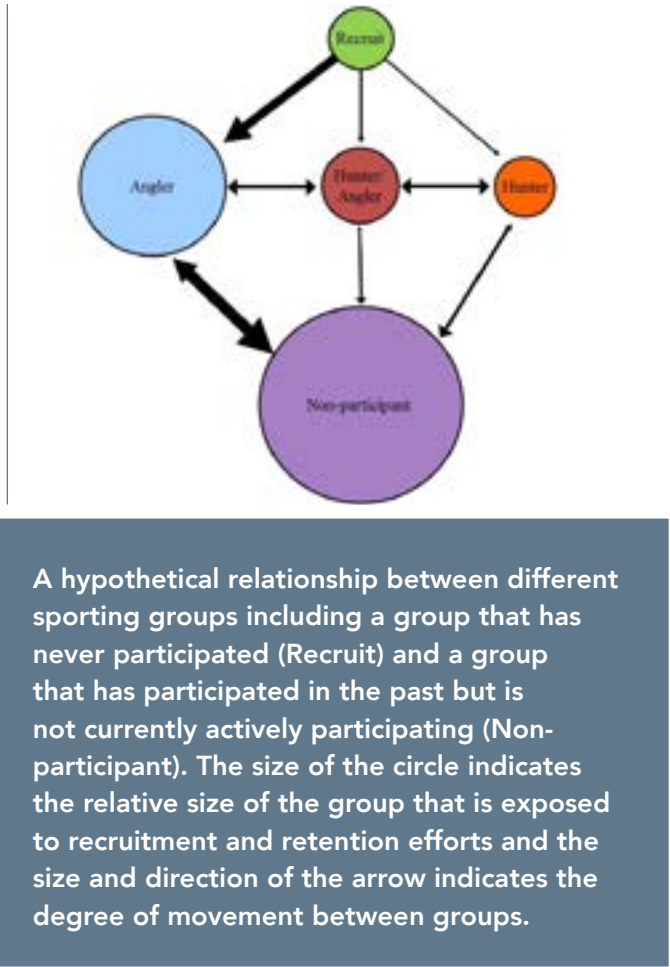 Recruit
Angler
Hunter/
Angler
Hunter
Non-participant
A hypothetical relationship between different
sporting groups including a group that has
never participated (Recruit) and a group
that has participated in the past but is
not currently actively participating (Non-
participant). The size of the circle indicates
the relative size of the group that is exposed
to recruitment and retention efforts and the
size and direction of the arrow indicates the
degree of movement between groups.